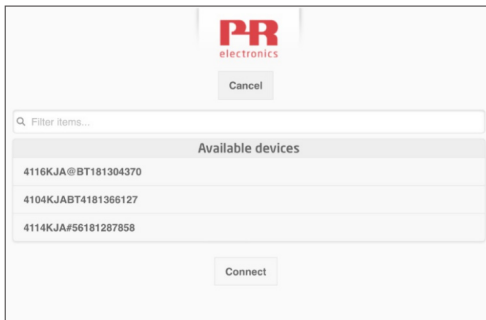 PR
electronics
Cancel
Filter items...
Available devices
4116KJA@BT181304370
4104KJABT4181366127
4114KJA#56181287858
Connect